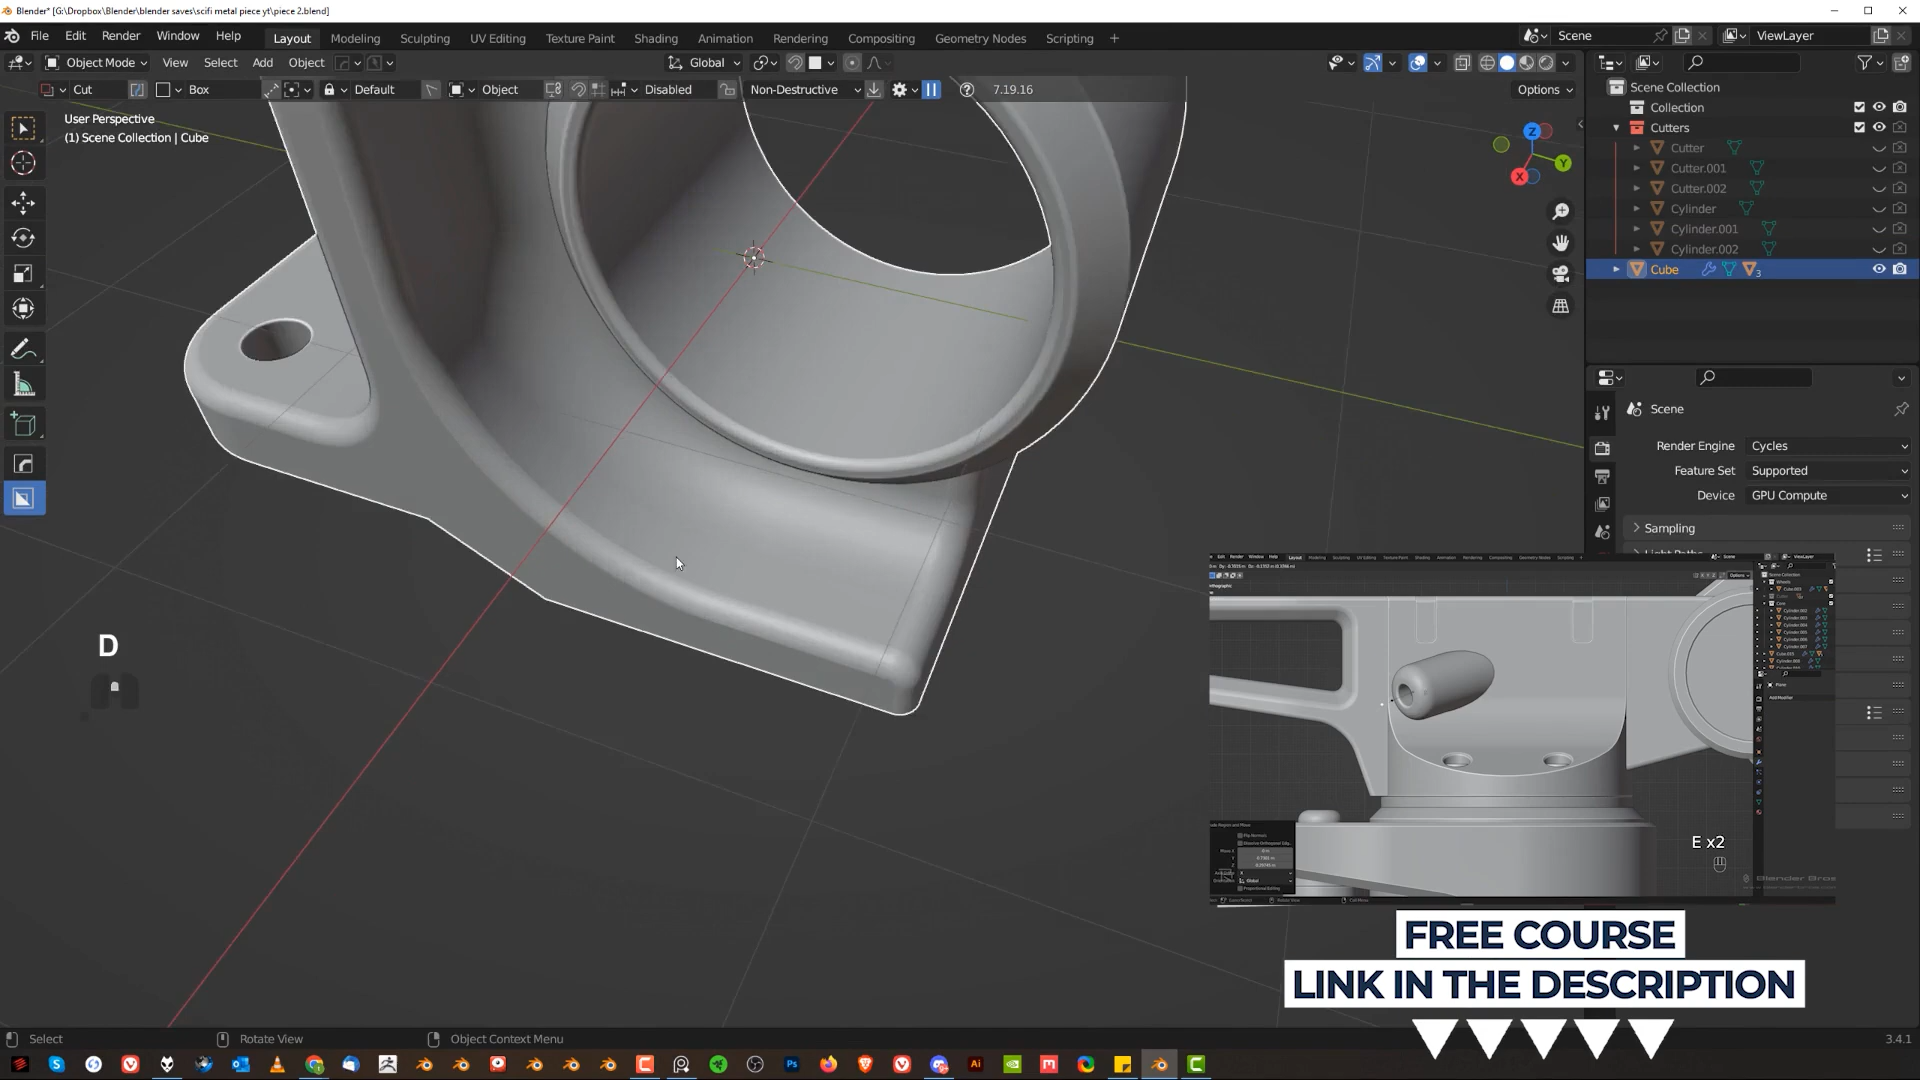 Blender* [G:\Dropbox\Blender\blender saves\scifi metal piece yt\piece 2.blend]
File Edit Render Window Help Layout Modeling Sculpting UV Editing Texture Paint Shading Animation Rendering Compositing Geometry Nodes Scripting + Scene ViewLayer
Object Mode View Select Add Object Global
Cut Box Default Object Disabled Non-Destructive 7.19.16 Options
User Perspective
(1) Scene Collection | Cube
Z
Y
X
Scene Collection
Collection
Cutters
Cutter
Cutter.001
Cutter.002
Cylinder
Cylinder.001
Cylinder.002
Cube 3
Scene
Render Engine Cycles
Feature Set Supported
Device GPU Compute
Sampling
Light Paths
D
E x2
Blender Bros
FREE COURSE
LINK IN THE DESCRIPTION
Select Rotate View Object Context Menu 3.4.1